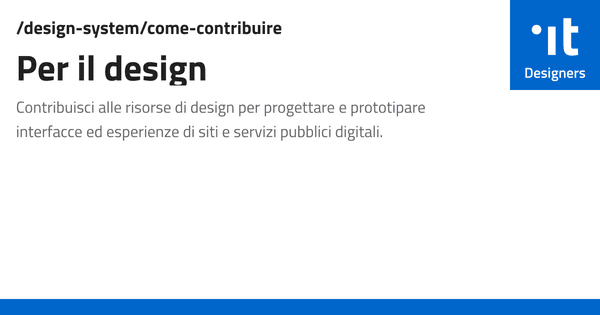 /design-system/come-contribuire
Per il design
Contribuisci alle risorse di design per progettare e prototipare
interfacce ed esperienze di siti e servizi pubblici digitali.
.it
Designers